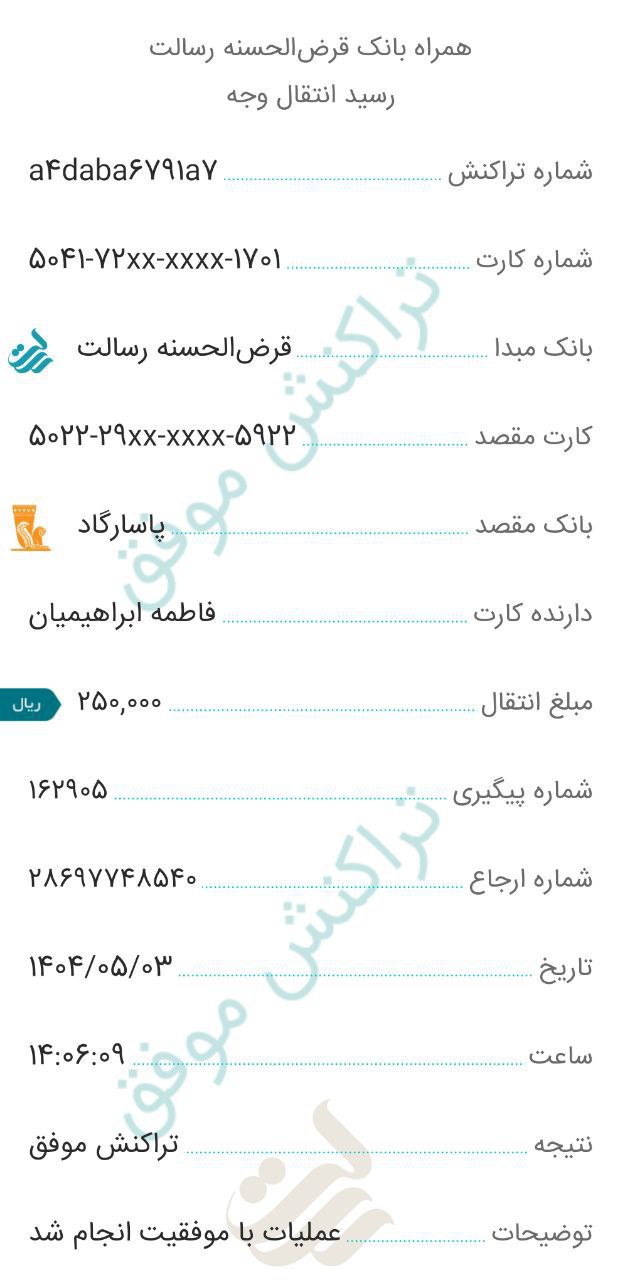 همراه بانک قرض‌الحسنه رسالت
رسید انتقال وجه
شماره تراکنش a۴daba۶۷۹۱a۷
شماره کارت ۵۰۴۱-۷۲xx-xxxx-۱۷۰۱
بانک مبدا قرض‌الحسنه رسالت
کارت مقصد ۵۰۲۲-۲۹xx-xxxx-۵۹۲۲
بانک مقصد پاسارگاد
دارنده کارت فاطمه ابراهیمیان
مبلغ انتقال ۲۵۰,۰۰۰ ریال
شماره پیگیری ۱۶۲۹۰۵
شماره ارجاع ۲۸۶۹۷۷۴۸۵۴۰
تاریخ ۱۴۰۴/۰۵/۰۳
ساعت ۱۴:۰۶:۰۹
نتیجه تراکنش موفق
توضیحات عملیات با موفقیت انجام شد
تراکنش موفق
تراکنش موفق